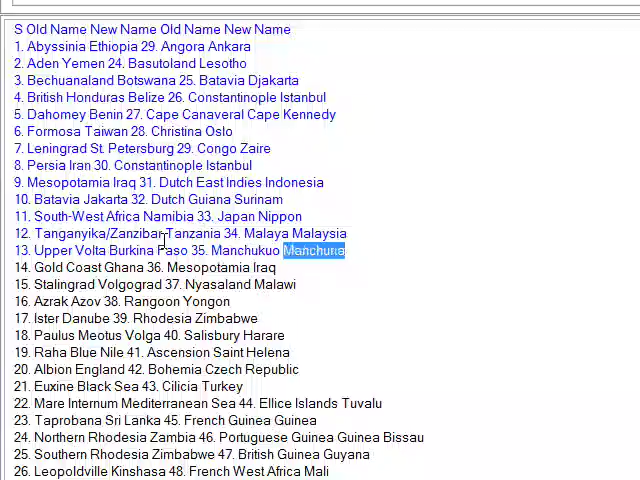 S Old Name New Name Old Name New Name
1. Abyssinia Ethiopia 29. Angora Ankara
2. Aden Yemen 24. Basutoland Lesotho
3. Bechuanaland Botswana 25. Batavia Djakarta
4. British Honduras Belize 26. Constantinople Istanbul
5. Dahomey Benin 27. Cape Canaveral Cape Kennedy
6. Formosa Taiwan 28. Christina Oslo
7. Leningrad St. Petersburg 29. Congo Zaire
8. Persia Iran 30. Constantinople Istanbul
9. Mesopotamia Iraq 31. Dutch East Indies Indonesia
10. Batavia Jakarta 32. Dutch Guiana Surinam
11. South-West Africa Namibia 33. Japan Nippon
12. Tanganyika/Zanzibar Tanzania 34. Malaya Malaysia
13. Upper Volta Burkina Faso 35. Manchukuo Manchuria
14. Gold Coast Ghana 36. Mesopotamia Iraq
15. Stalingrad Volgograd 37. Nyasaland Malawi
16. Azrak Azov 38. Rangoon Yongon
17. Ister Danube 39. Rhodesia Zimbabwe
18. Paulus Meotus Volga 40. Salisbury Harare
19. Raha Blue Nile 41. Ascension Saint Helena
20. Albion England 42. Bohemia Czech Republic
21. Euxine Black Sea 43. Cilicia Turkey
22. Mare Internum Mediterranean Sea 44. Ellice Islands Tuvalu
23. Taprobana Sri Lanka 45. French Guinea Guinea
24. Northern Rhodesia Zambia 46. Portuguese Guinea Guinea Bissau
25. Southern Rhodesia Zimbabwe 47. British Guinea Guyana
26. Leopoldville Kinshasa 48. French West Africa Mali